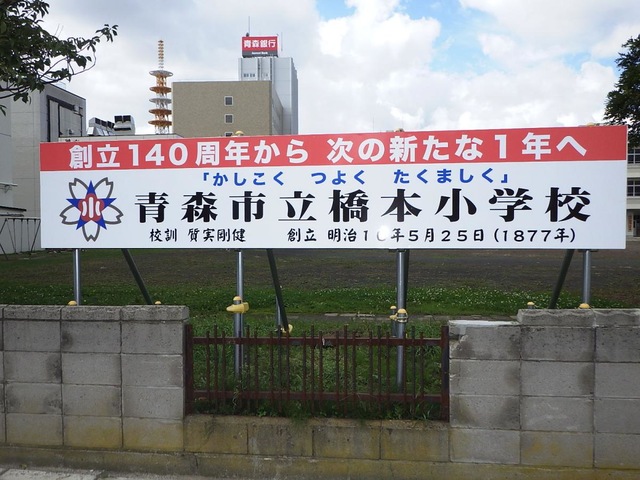 青森銀行
創立140周年から 次の新たな1年へ
「かしこく つよく たくましく」
小
青森市立橋本小学校
校訓 質実剛健 創立 明治1 年5月25日(1877年)